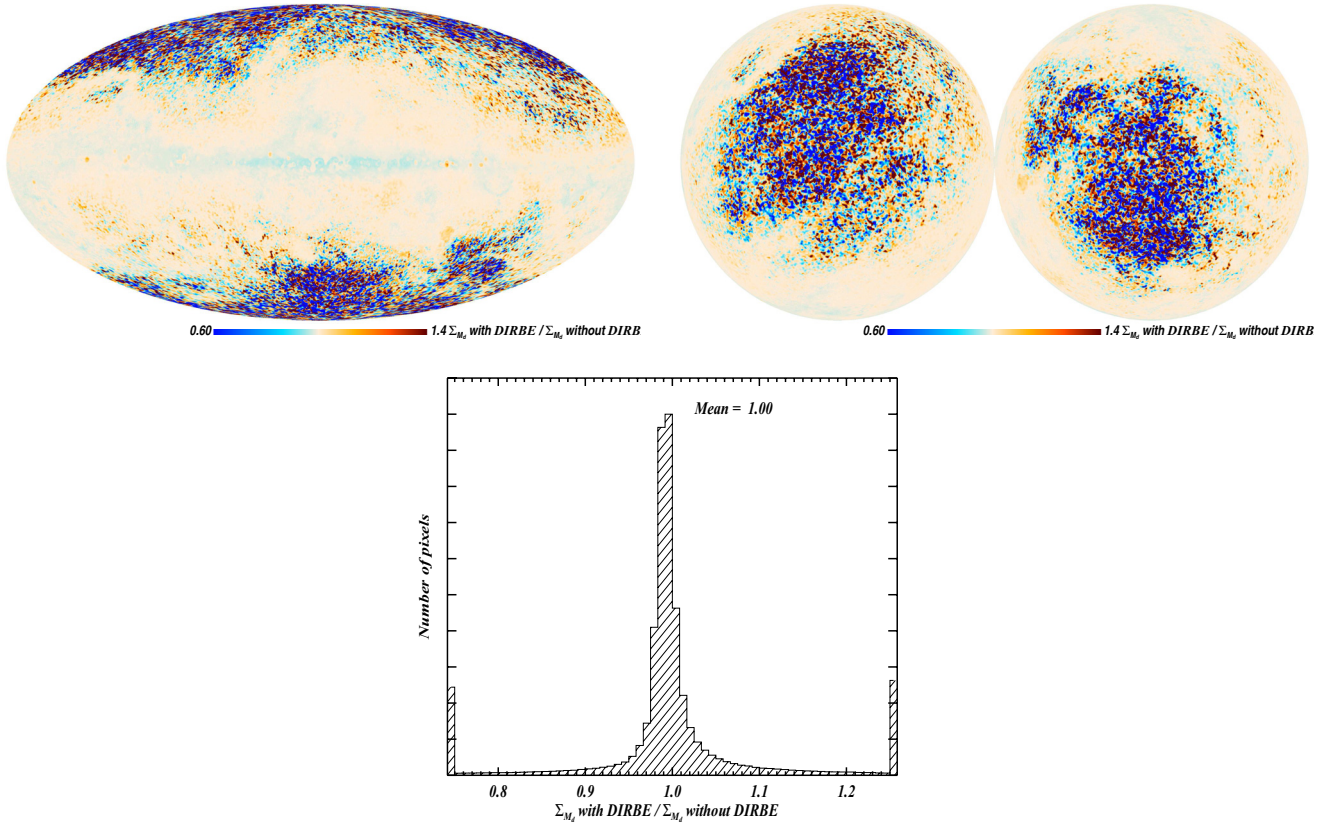 0.60 1.4 Σ_{M_d} with DIRBE / Σ_{M_d} without DIRB
0.60 1.4 Σ_{M_d} with DIRBE / Σ_{M_d} without DIRB
Mean = 1.00
Number of pixels
0.8 0.9 1.0 1.1 1.2
Σ_{M_d} with DIRBE / Σ_{M_d} without DIRBE